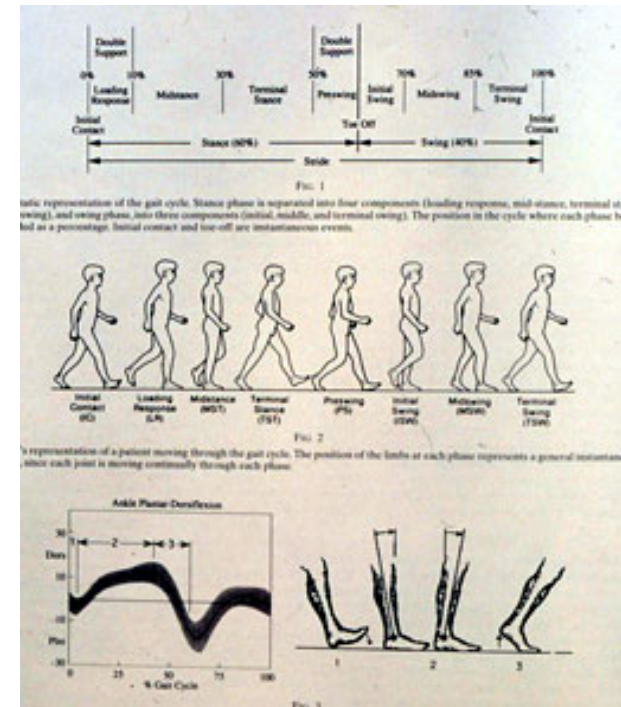 Double Support
Double Support
0% 10% 30% 50% 70% 85% 100%
Loading Response Midstance Terminal Stance Preswing Initial Swing Midswing Terminal Swing
Initial Contact
Toe Off
Initial Contact
Stance (60%) Swing (40%)
Stride
FIG. 1
atic representation of the gait cycle. Stance phase is separated into four components (loading response, mid-stance, terminal
swing), and swing phase, into three components (initial, middle, and terminal swing). The position in the cycle where each phase
as a percentage. Initial contact and toe-off are instantaneous events.
Initial Contact (IC)
Loading Response (LR)
Midstance (MST)
Terminal Stance (TST)
Preswing (PS)
Initial Swing (ISW)
Midswing (MSW)
Terminal Swing (TSW)
FIG. 2
's representation of a patient moving through the gait cycle. The position of the limbs at each phase represents a general
, since each joint is moving continually through each phase.
Ankle Plantar-Dorsiflexion
1 2 3
30
Dors
10
-10
Plan
-30
0 25 50 75 100
% Gait Cycle
1 2 3